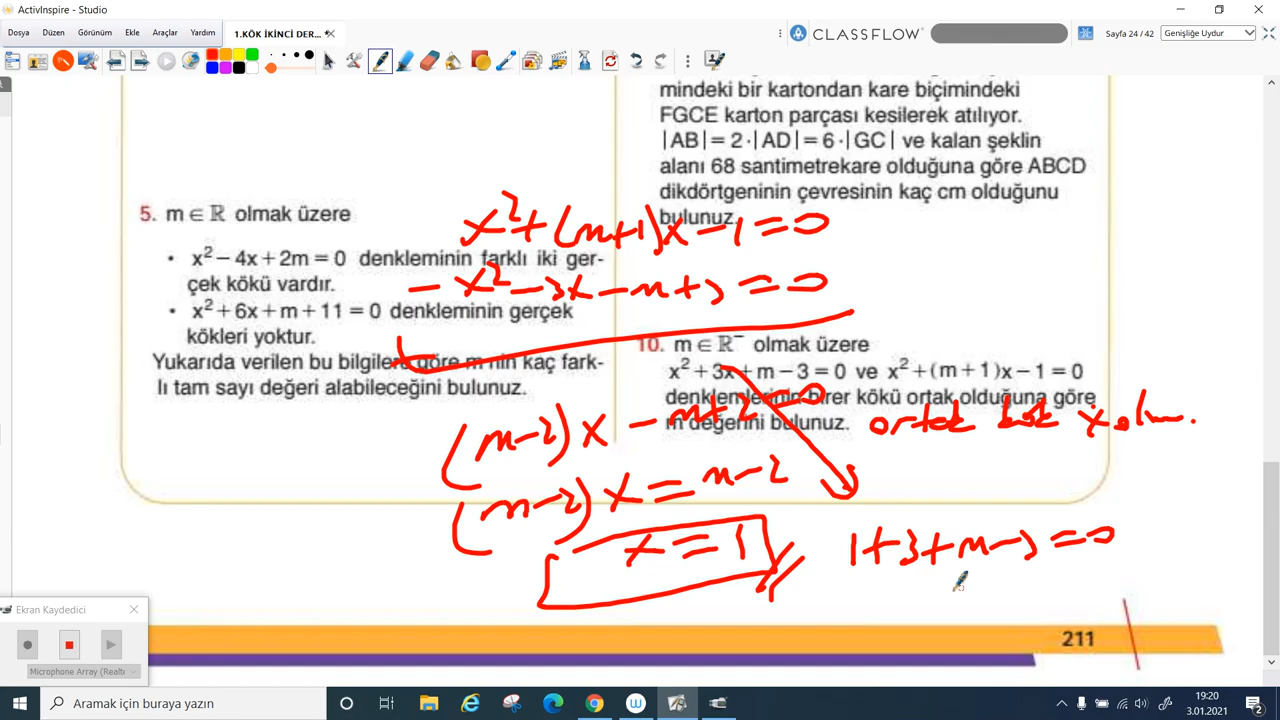 ActivInspire - Studio
Dosya Düzen Görünüm Ekle Araçlar Yardım
1.KÖK İKİNCİ DER...
CLASSFLOW
Sayfa 24 / 42
Genişliğe Uydur
5. m ∈ ℝ olmak üzere
• x² − 4x + 2m = 0 denkleminin farklı iki ger-
çek kökü vardır.
• x² + 6x + m + 11 = 0 denkleminin gerçek
kökleri yoktur.
Yukarıda verilen bu bilgilere göre m nin kaç fark-
lı tam sayı değeri alabileceğini bulunuz.
mindeki bir kartondan kare biçimindeki
FGCE karton parçası kesilerek atılıyor.
|AB| = 2·|AD| = 6·|GC| ve kalan şeklin
alanı 68 santimetrekare olduğuna göre ABCD
dikdörtgeninin çevresinin kaç cm olduğunu
bulunuz.
10. m ∈ ℝ⁻ olmak üzere
x² + 3x + m − 3 = 0 ve x² + (m + 1)x − 1 = 0
denklemlerinin birer kökü ortak olduğuna göre
m değerini bulunuz.
x² + (m+1)x − 1 = 0
− x² − 3x − m + 3 = 0
(m−2)x − m + 2 = 0
(m−2)x = m−2
x = 1
ortak kök x olsun.
1 + 3 + m − 3 = 0
211
Ekran Kaydedici
Microphone Array (Realt
Aramak için buraya yazın
19:20
3.01.2021
2